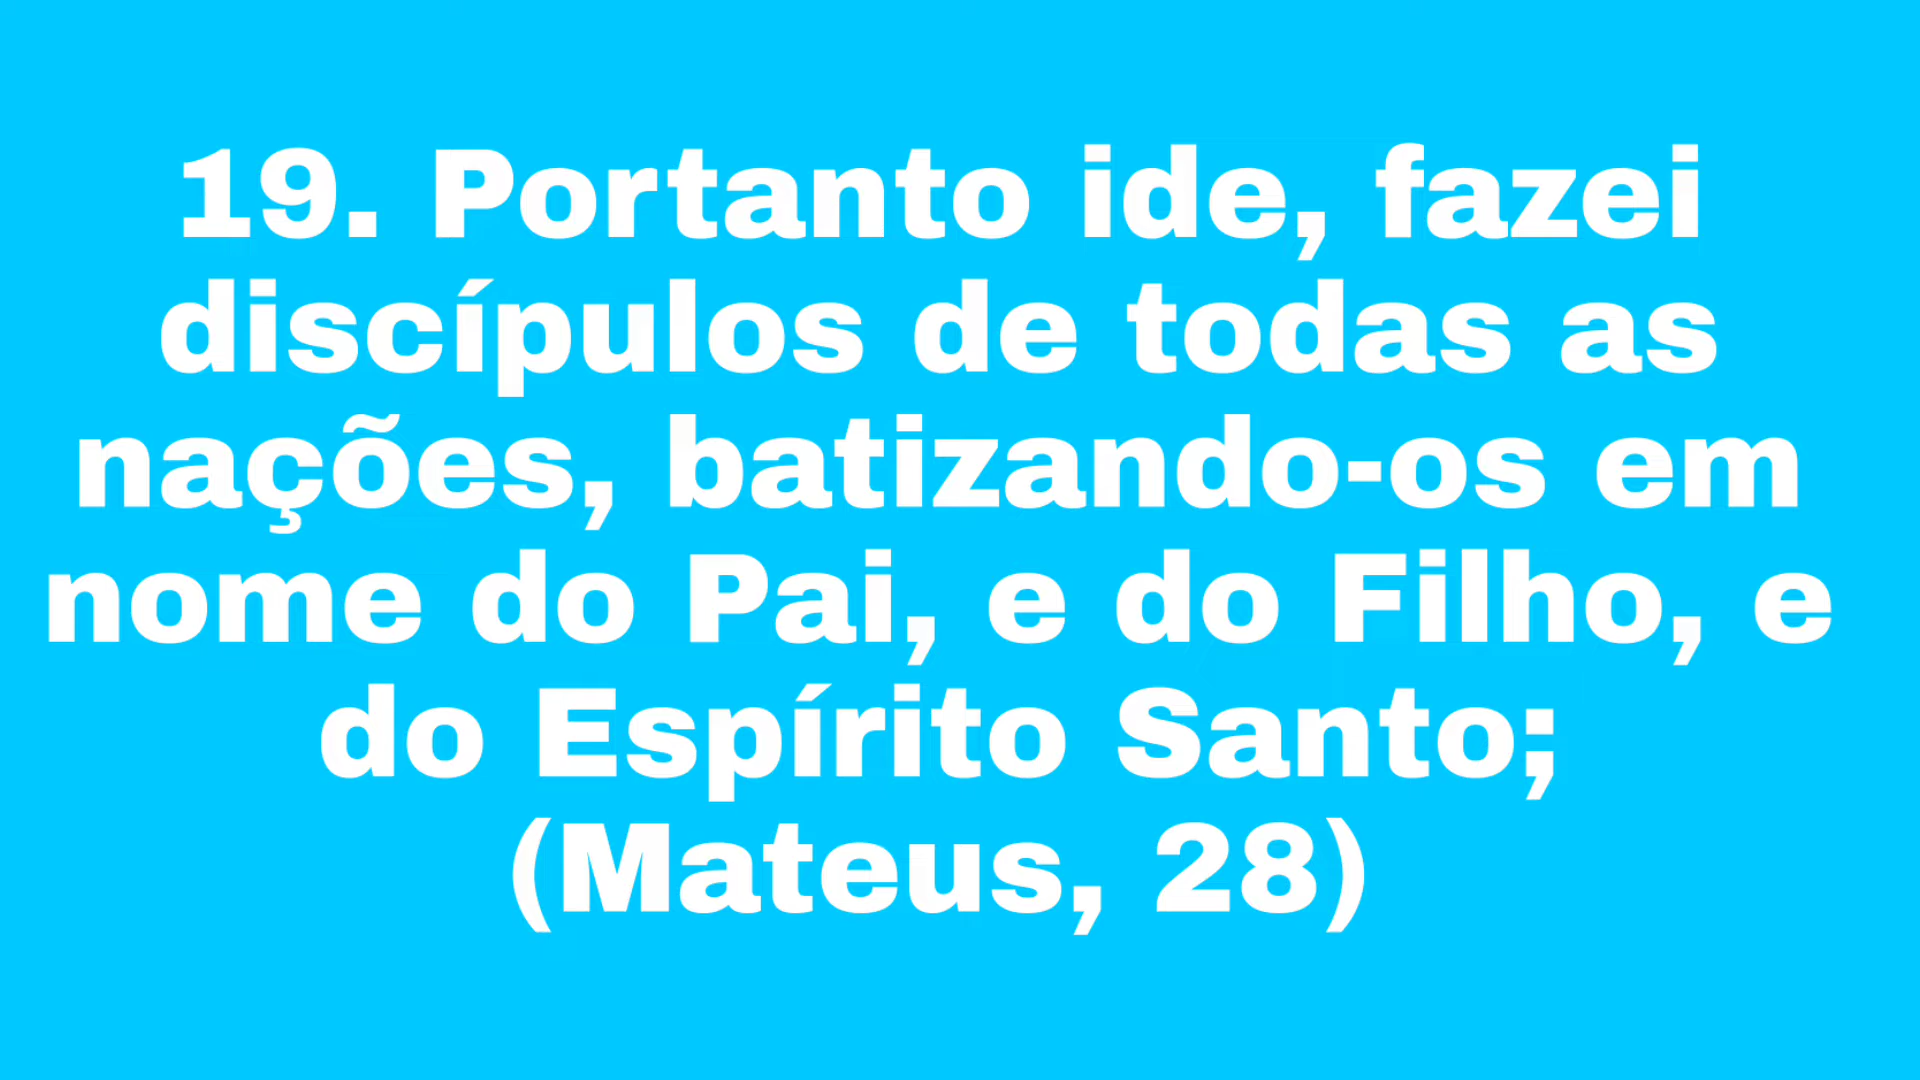 19. Portanto ide, fazei
discípulos de todas as
nações, batizando-os em
nome do Pai, e do Filho, e
do Espírito Santo;
(Mateus, 28)